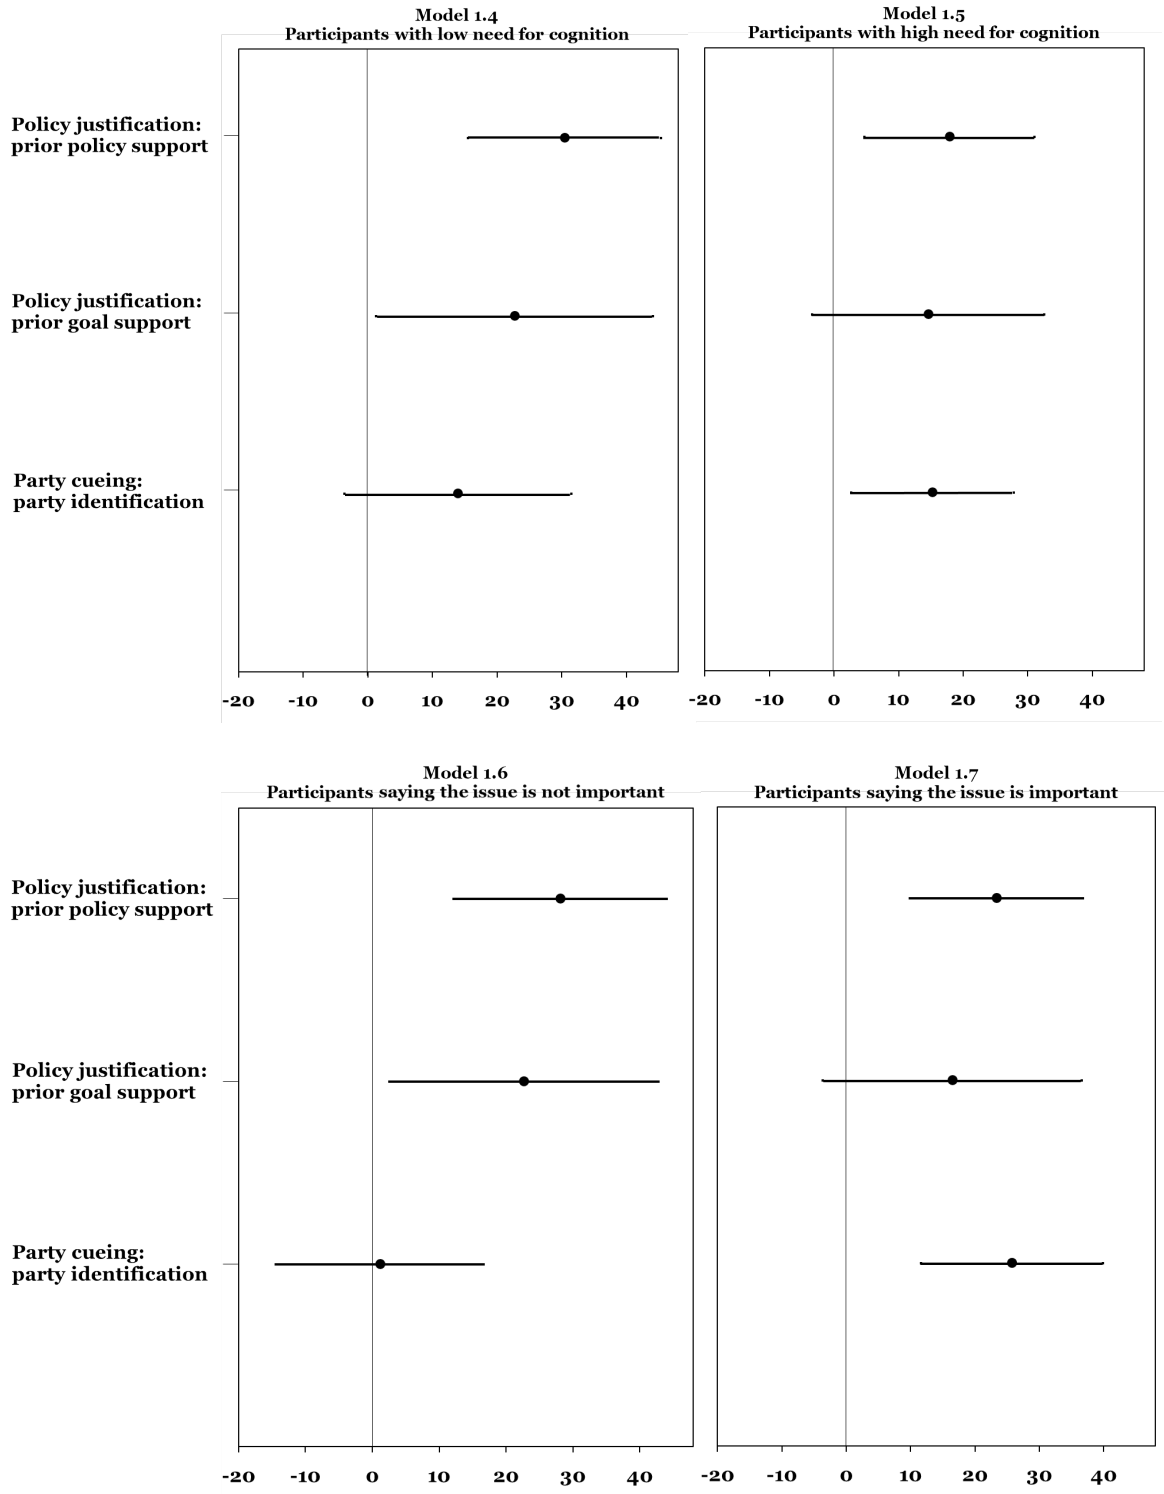 Model 1.4
Participants with low need for cognition
Model 1.5
Participants with high need for cognition
Policy justification:
prior policy support
Policy justification:
prior goal support
Party cueing:
party identification
-20 -10 0 10 20 30 40
-20 -10 0 10 20 30 40
Model 1.6
Participants saying the issue is not important
Model 1.7
Participants saying the issue is important
Policy justification:
prior policy support
Policy justification:
prior goal support
Party cueing:
party identification
-20 -10 0 10 20 30 40
-20 -10 0 10 20 30 40